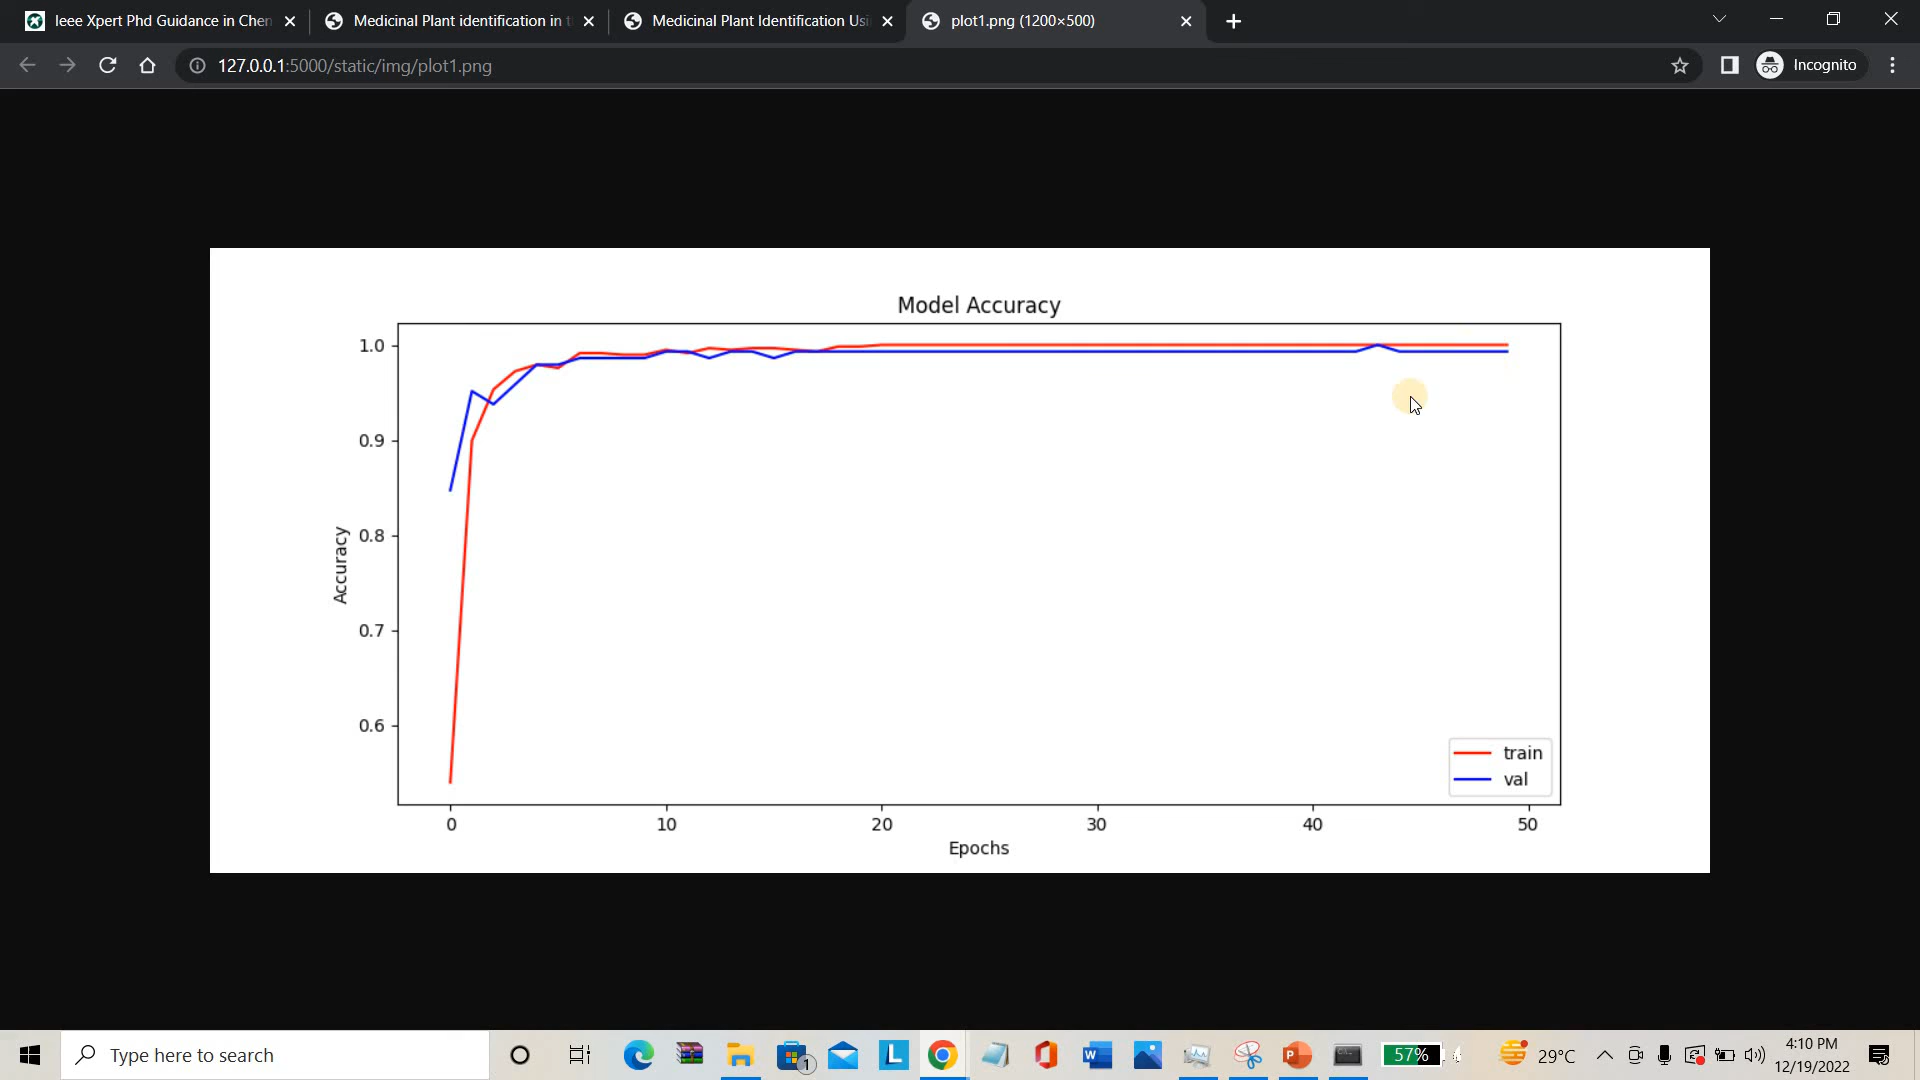 Ieee Xpert Phd Guidance in Chen
Medicinal Plant identification in t
Medicinal Plant Identification Usi
plot1.png (1200×500)
127.0.0.1:5000/static/img/plot1.png
Incognito
Model Accuracy
1.0
0.9
0.8
0.7
0.6
Accuracy
train
val
0 10 20 30 40 50
Epochs
Type here to search
1
57%
29°C
4:10 PM
12/19/2022